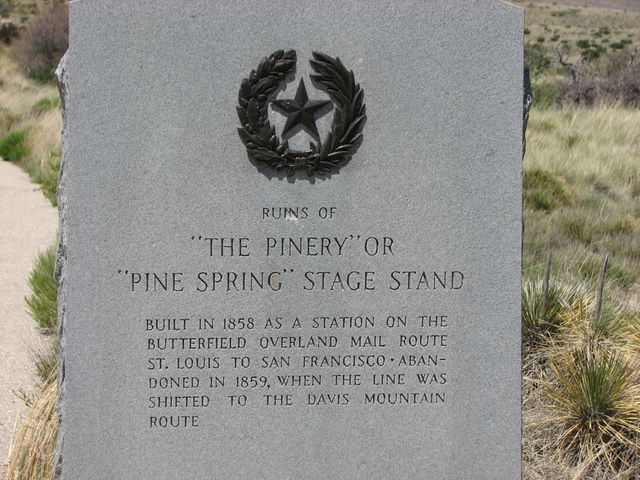 RUINS OF
"THE PINERY" OR
"PINE SPRING" STAGE STAND
BUILT IN 1858 AS A STATION ON THE
BUTTERFIELD OVERLAND MAIL ROUTE
ST. LOUIS TO SAN FRANCISCO · ABAN-
DONED IN 1859, WHEN THE LINE WAS
SHIFTED TO THE DAVIS MOUNTAIN
ROUTE